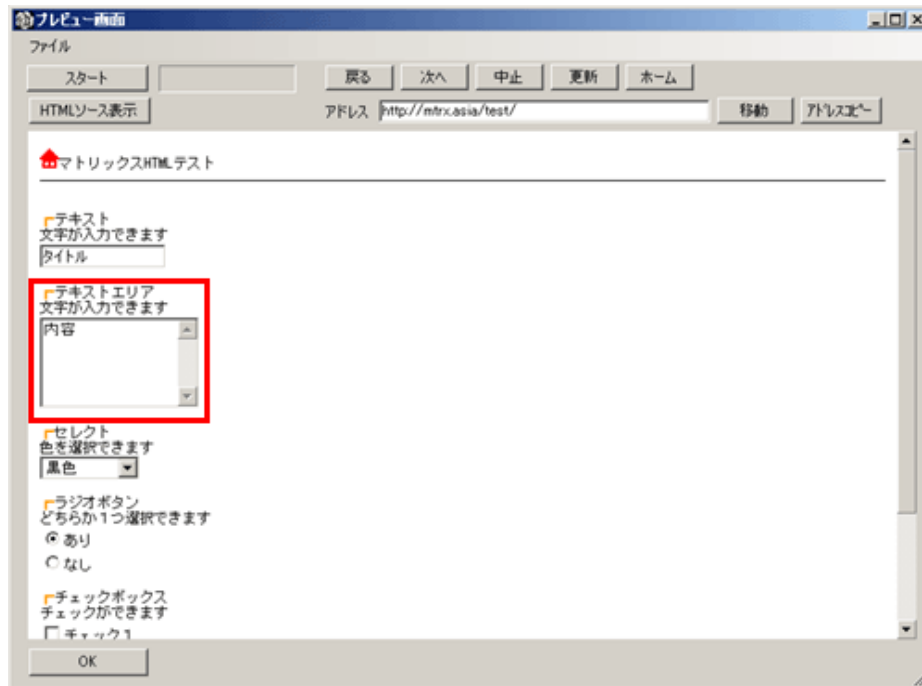 プレビュー画面
ファイル
スタート 戻る 次へ 中止 更新 ホーム
HTMLソース表示 アドレス http://mtrx.asia/test/ 移動 アドレスコピー
マトリックスHTMLテスト
テキスト
文字が入力できます
タイトル
テキストエリア
文字が入力できます
内容
セレクト
色を選択できます
黒色
ラジオボタン
どちらか1つ選択できます
あり
なし
チェックボックス
チェックができます
チェック1
OK